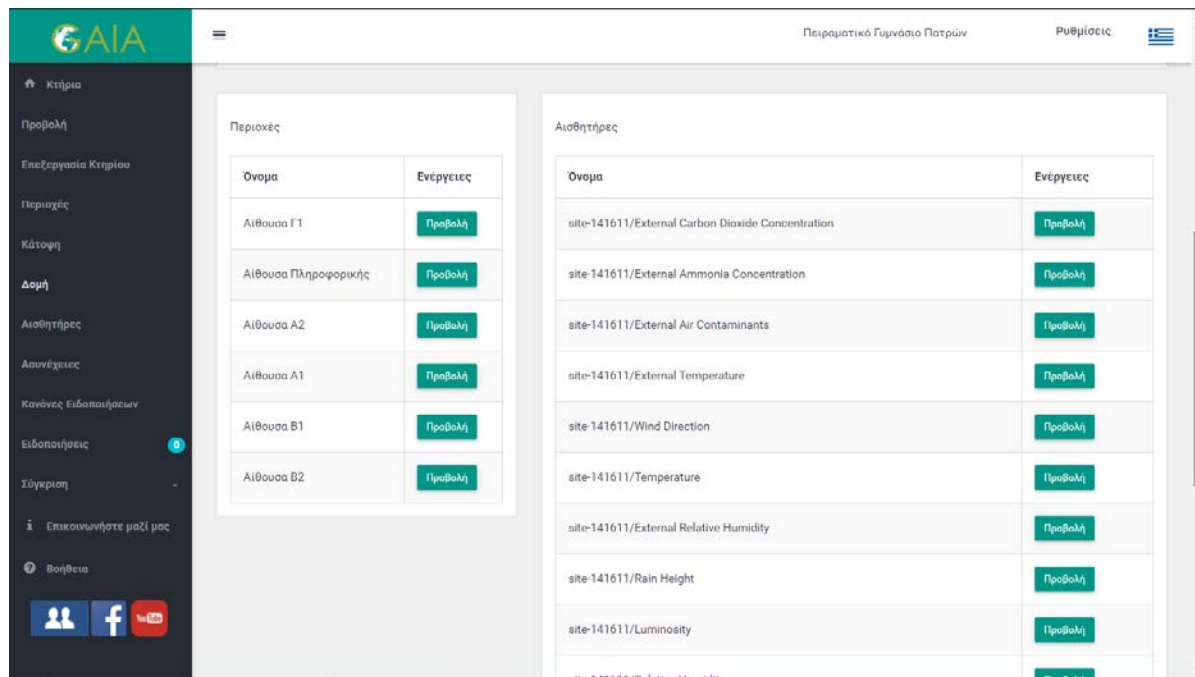 GAIA
Πειραματικό Γυμνάσιο Πατρών
Ρυθμίσεις
Κτήρια
Προβολή
Επεξεργασία Κτηρίου
Περιοχές
Κάτοψη
Δομή
Αισθητήρες
Ασυνέχειες
Κανόνες Ειδοποιήσεων
Ειδοποιήσεις 0
Σύγκριση
Επικοινωνήστε μαζί μας
Βοήθεια
YouTube
Περιοχές
Όνομα Ενέργειες
Αίθουσα Γ1 Προβολή
Αίθουσα Πληροφορικής Προβολή
Αίθουσα Α2 Προβολή
Αίθουσα Α1 Προβολή
Αίθουσα Β1 Προβολή
Αίθουσα Β2 Προβολή
Αισθητήρες
Όνομα Ενέργειες
site-141611/External Carbon Dioxide Concentration Προβολή
site-141611/External Ammonia Concentration Προβολή
site-141611/External Air Contaminants Προβολή
site-141611/External Temperature Προβολή
site-141611/Wind Direction Προβολή
site-141611/Temperature Προβολή
site-141611/External Relative Humidity Προβολή
site-141611/Rain Height Προβολή
site-141611/Luminosity Προβολή